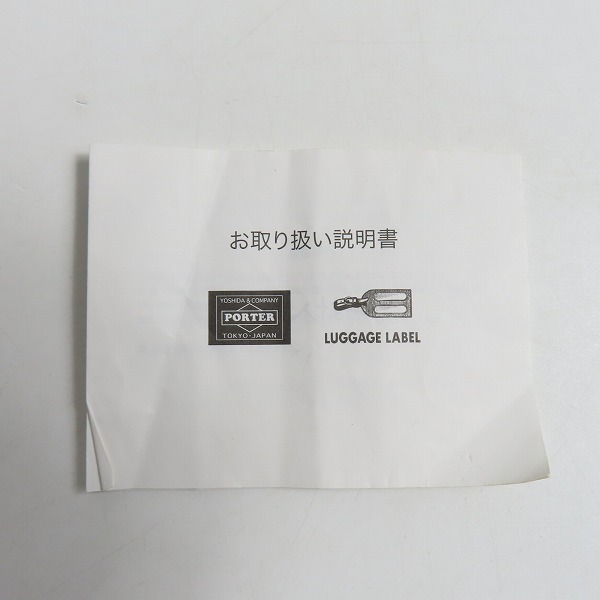 お取り扱い説明書
YOSHIDA & COMPANY
PORTER
TOKYO-JAPAN
LUGGAGE LABEL